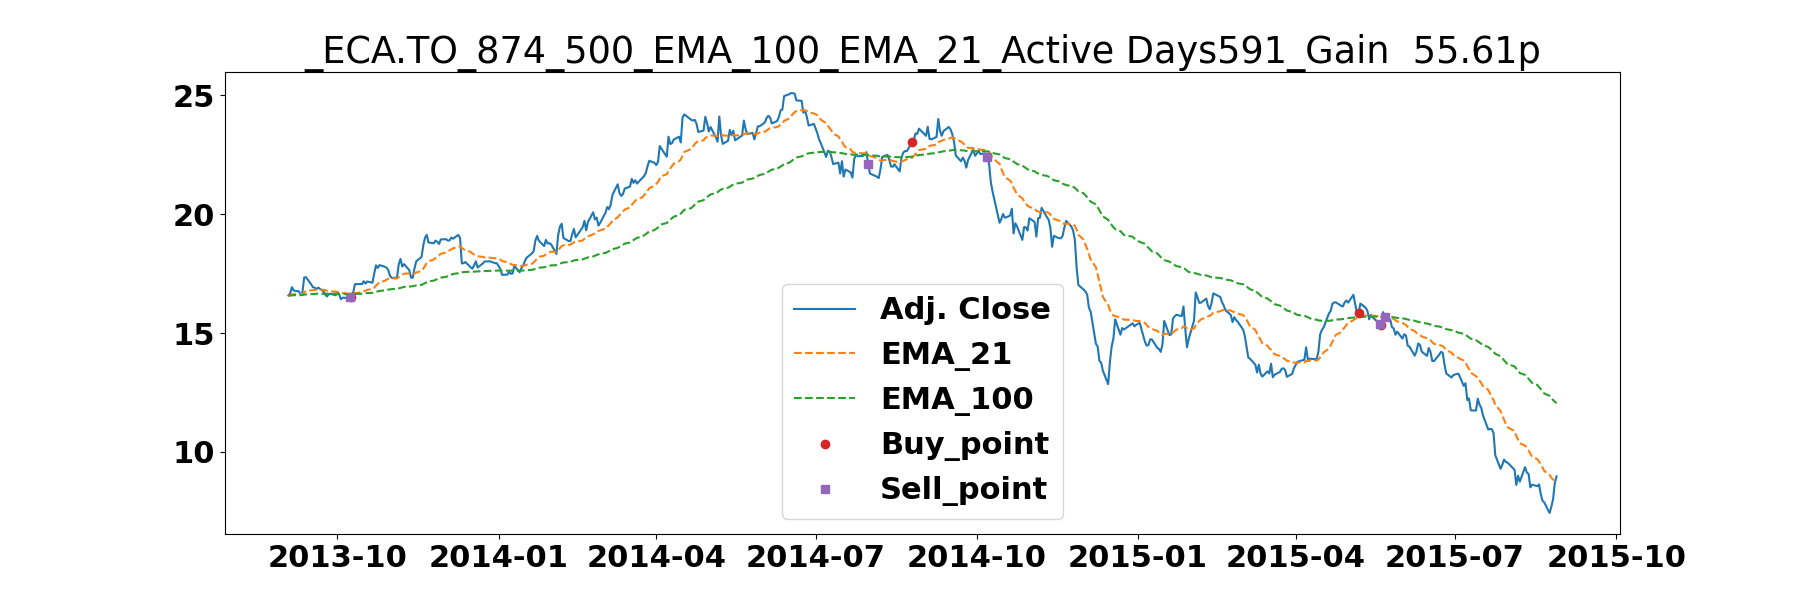 _ECA.TO_874_500_EMA_100_EMA_21_Active Days591_Gain  55.61p
25
20
15
10
Adj. Close
EMA_21
EMA_100
Buy_point
Sell_point
2013-10 2014-01 2014-04 2014-07 2014-10 2015-01 2015-04 2015-07 2015-10